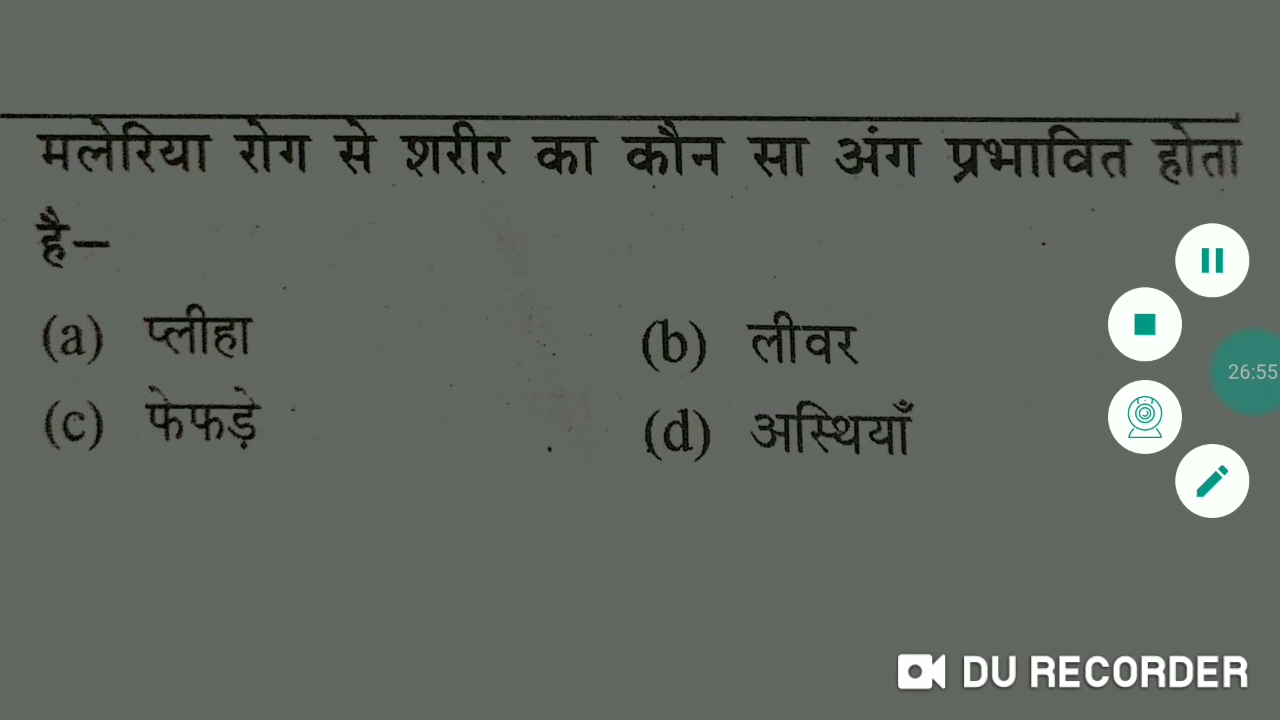 मलेरिया रोग से शरीर का कौन सा अंग प्रभावित होता
है–
(a) प्लीहा (b) लीवर
(c) फेफड़े (d) अस्थियाँ
26:55
DU RECORDER